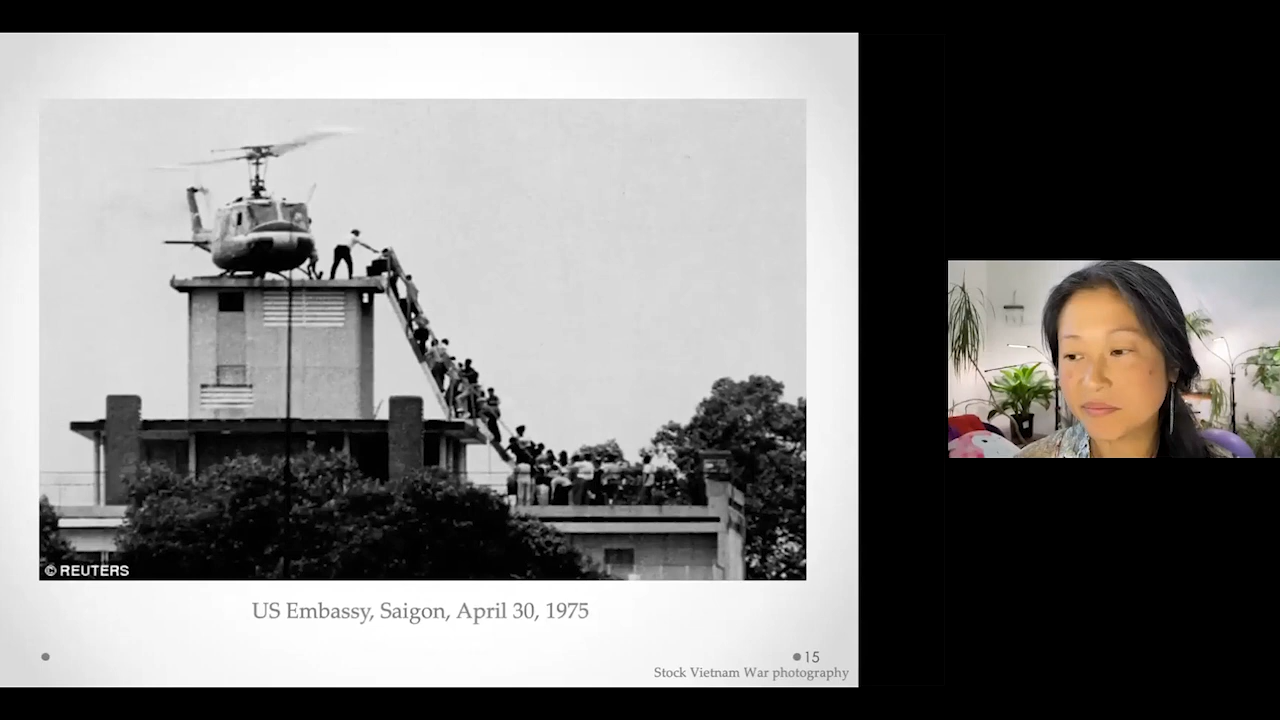 © REUTERS
US Embassy, Saigon, April 30, 1975
15
Stock Vietnam War photography